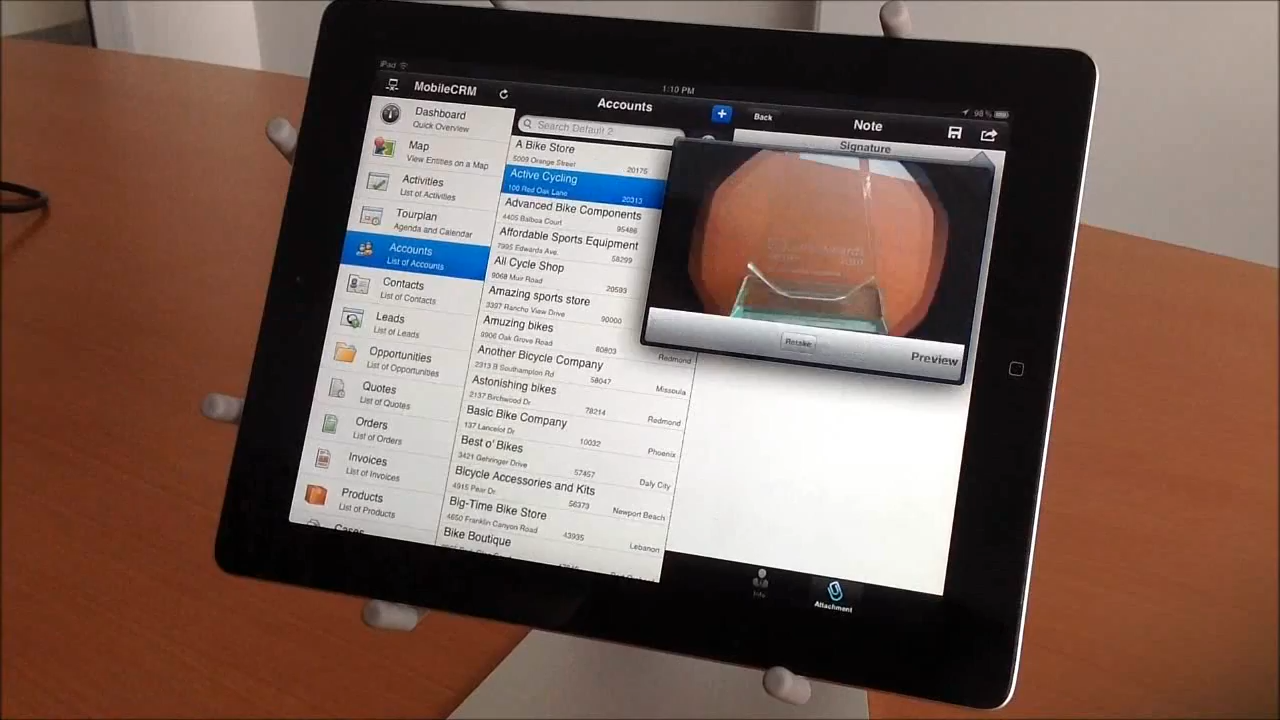 iPad
1:10 PM
98 %
MobileCRM
Accounts
Back
Note
Search Default 2
Signature
Dashboard
Quick Overview
Map
View Entities on a Map
Activities
List of Activities
Tourplan
Agenda and Calendar
Accounts
List of Accounts
Contacts
List of Contacts
Leads
List of Leads
Opportunities
List of Opportunities
Quotes
List of Quotes
Orders
List of Orders
Invoices
List of Invoices
Products
List of Products
Cases
A Bike Store
5009 Orange Street 20175
Active Cycling
100 Red Oak Lane 20313
Advanced Bike Components
4405 Balboa Court 95486
Affordable Sports Equipment
7995 Edwards Ave. 58299
All Cycle Shop
9068 Muir Road 20593
Amazing sports store
3397 Rancho View Drive 90000
Amuzing bikes
8906 Oak Grove Road 80803 Redmond
Another Bicycle Company
2313 B Southampton Rd 58047 Missoula
Astonishing bikes
2137 Birchwood Dr 78214 Redmond
Basic Bike Company
137 Lancelot Dr 10032 Phoenix
Best o' Bikes
3421 Gehringer Drive 57457 Daly City
Bicycle Accessories and Kits
4915 Pear Dr. 56379 Newport Beach
Big-Time Bike Store
4650 Franklin Canyon Road 43935 Lebanon
Bike Boutique
Retake
Preview
Info
Attachment